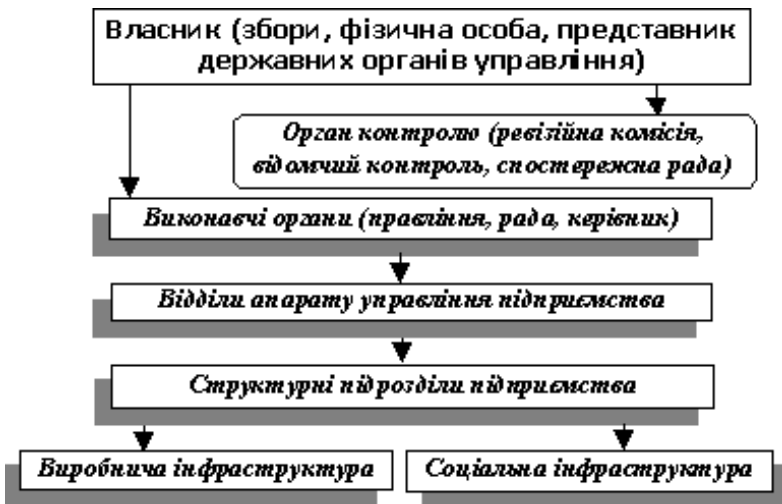 Власник (збори, фізична особа, представник
державних органів управління)
Орган контролю (ревізійна комісія,
відомчий контроль, спостережна рада)
Виконавчі органи (правління, рада, керівник)
Відділи апарату управління підприємства
Структурні підрозділи підприємства
Виробнича інфраструктура
Соціальна інфраструктура